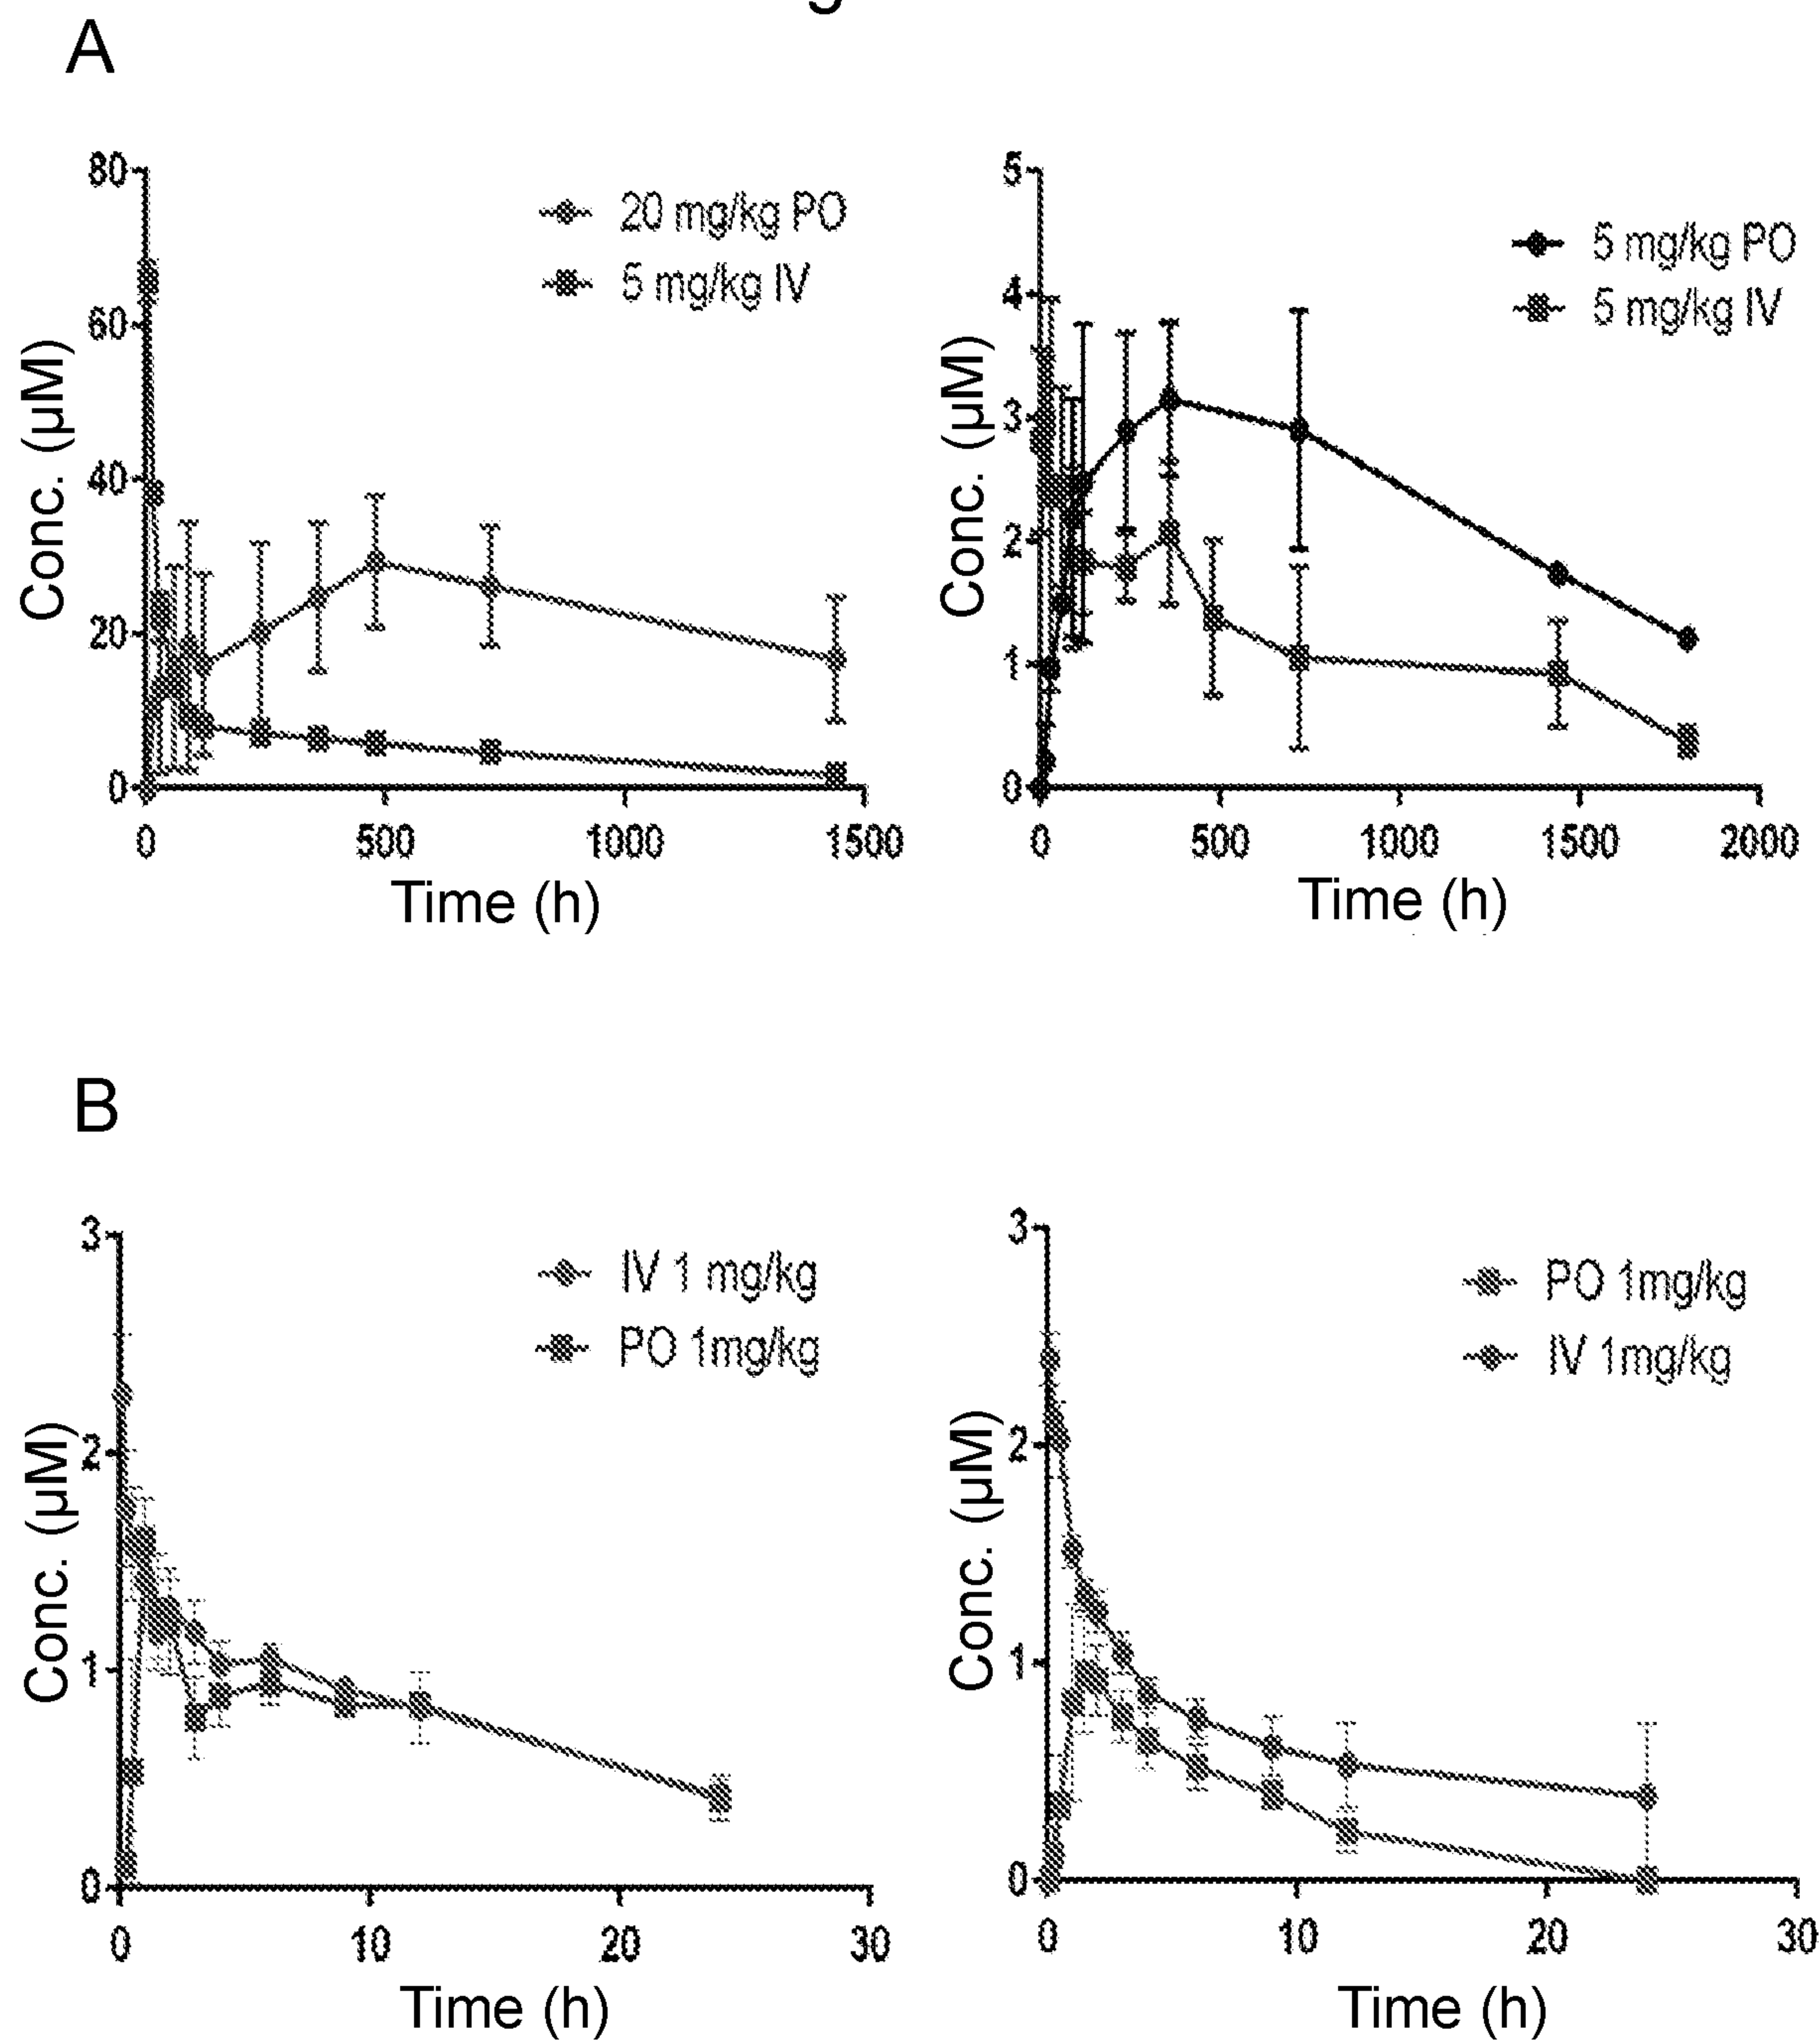 g
A
80
60
40
20
0
Conc. (µM)
20 mg/kg PO
5 mg/kg IV
0 500 1000 1500
Time (h)
5
4
3
2
1
0
Conc. (µM)
5 mg/kg PO
5 mg/kg IV
0 500 1000 1500 2000
Time (h)
B
3
2
1
0
Conc. (µM)
IV 1 mg/kg
PO 1mg/kg
0 10 20 30
Time (h)
3
2
1
0
Conc. (µM)
PO 1mg/kg
IV 1mg/kg
0 10 20 30
Time (h)